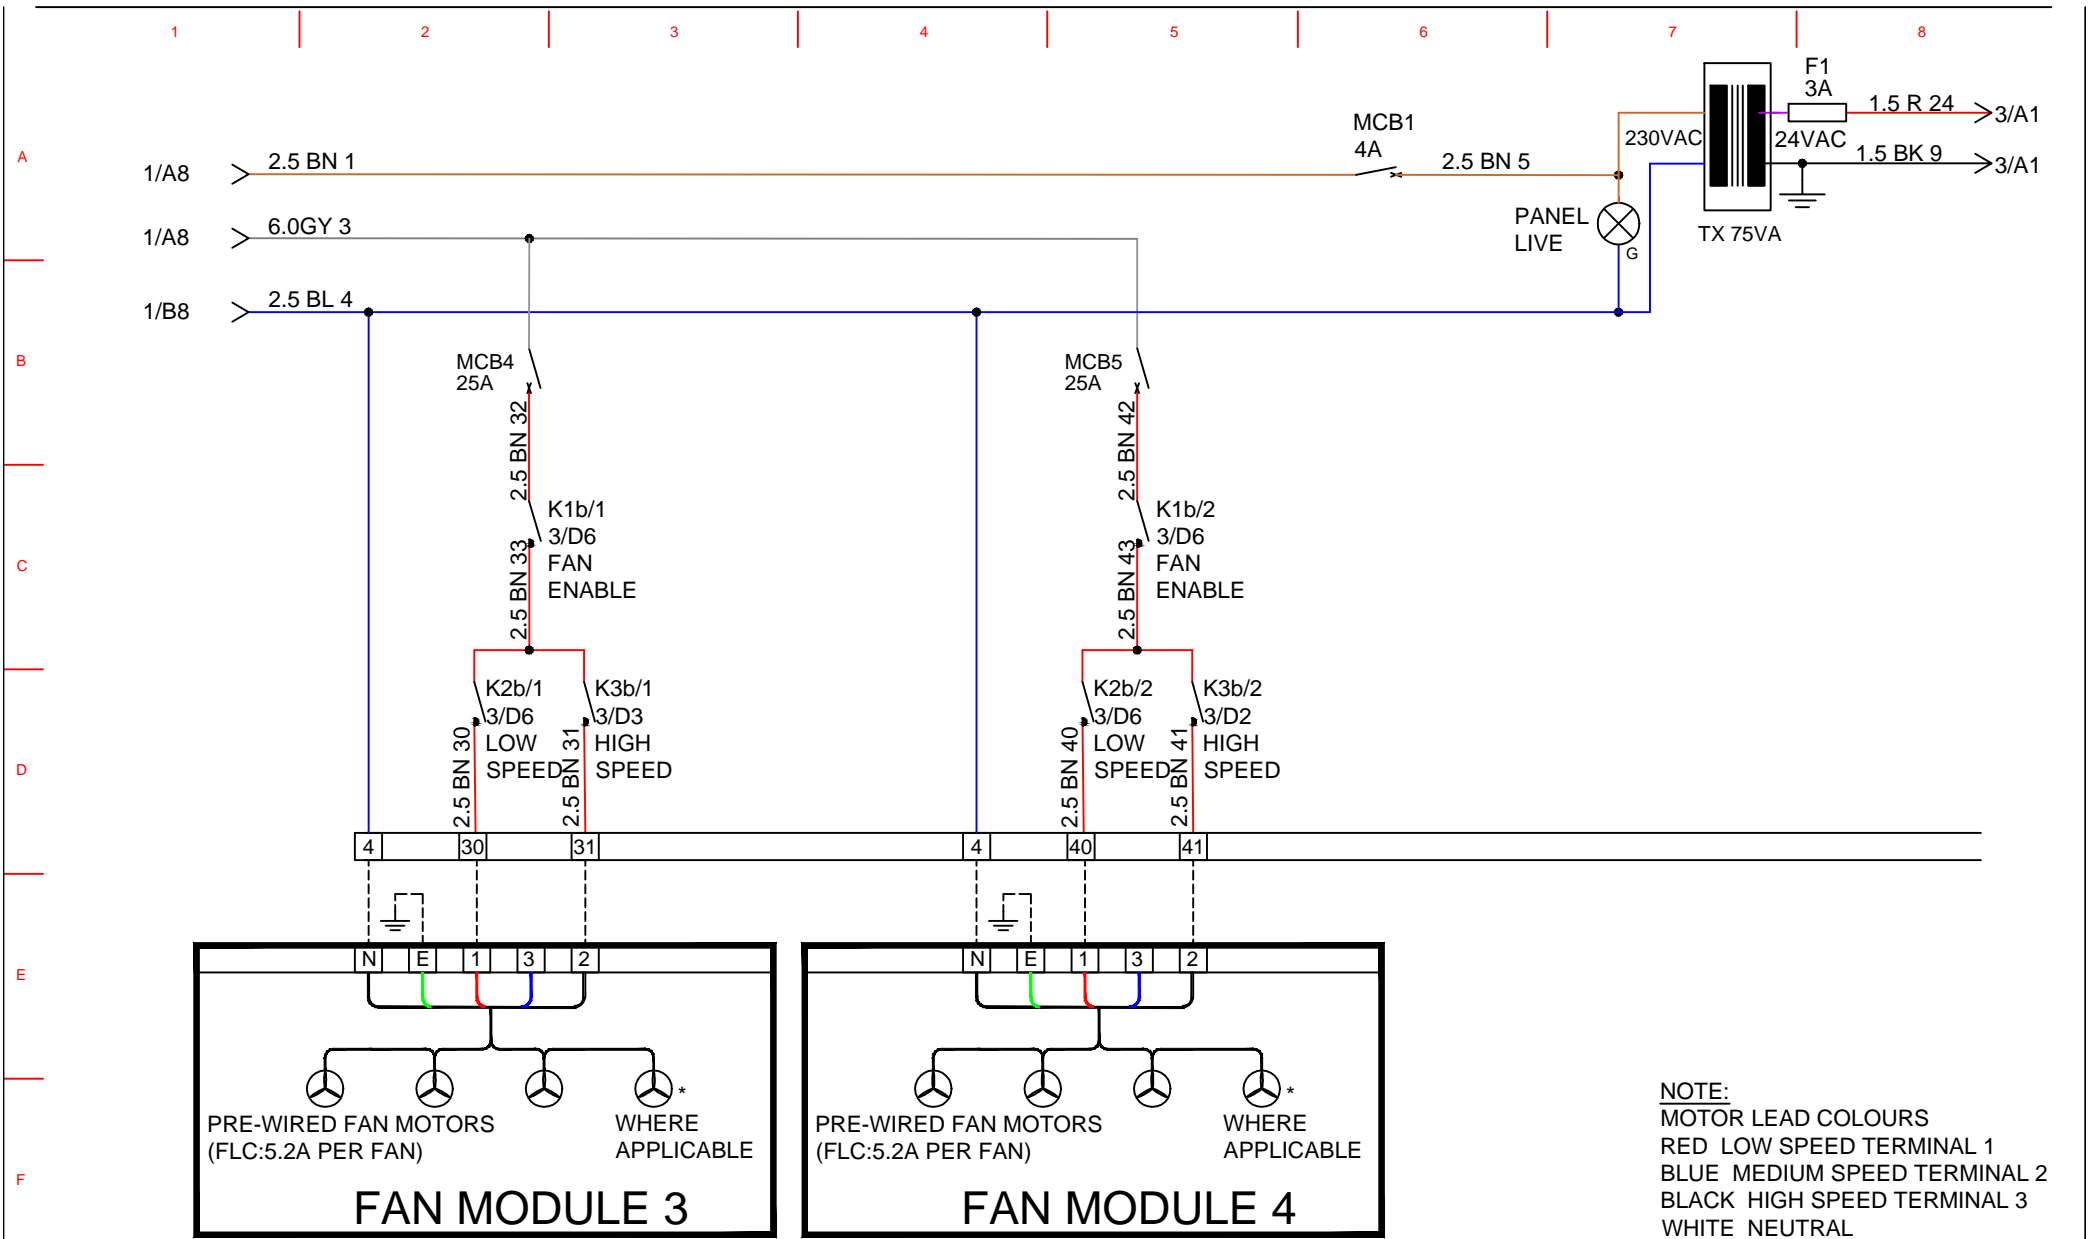 1 2 3 4 5 6 7 8
A
B
C
D
E
F
1/A8
2.5 BN 1
MCB1
4A
2.5 BN 5
230VAC
24VAC
F1
3A
1.5 R 24
3/A1
1.5 BK 9
3/A1
TX 75VA
1/A8
6.0GY 3
PANEL
LIVE
G
1/B8
2.5 BL 4
MCB4
25A
2.5 BN 32
K1b/1
3/D6
FAN
ENABLE
2.5 BN 33
K2b/1
3/D6
LOW
SPEED
2.5 BN 30
K3b/1
3/D3
HIGH
SPEED
2.5 BN 31
MCB5
25A
2.5 BN 42
K1b/2
3/D6
FAN
ENABLE
2.5 BN 43
K2b/2
3/D6
LOW
SPEED
2.5 BN 40
K3b/2
3/D2
HIGH
SPEED
2.5 BN 41
4 30 31 4 40 41
N E 1 3 2
*
PRE-WIRED FAN MOTORS
(FLC:5.2A PER FAN)
WHERE
APPLICABLE
FAN MODULE 3
N E 1 3 2
*
PRE-WIRED FAN MOTORS
(FLC:5.2A PER FAN)
WHERE
APPLICABLE
FAN MODULE 4
NOTE:
MOTOR LEAD COLOURS
RED LOW SPEED TERMINAL 1
BLUE MEDIUM SPEED TERMINAL 2
BLACK HIGH SPEED TERMINAL 3
WHITE NEUTRAL